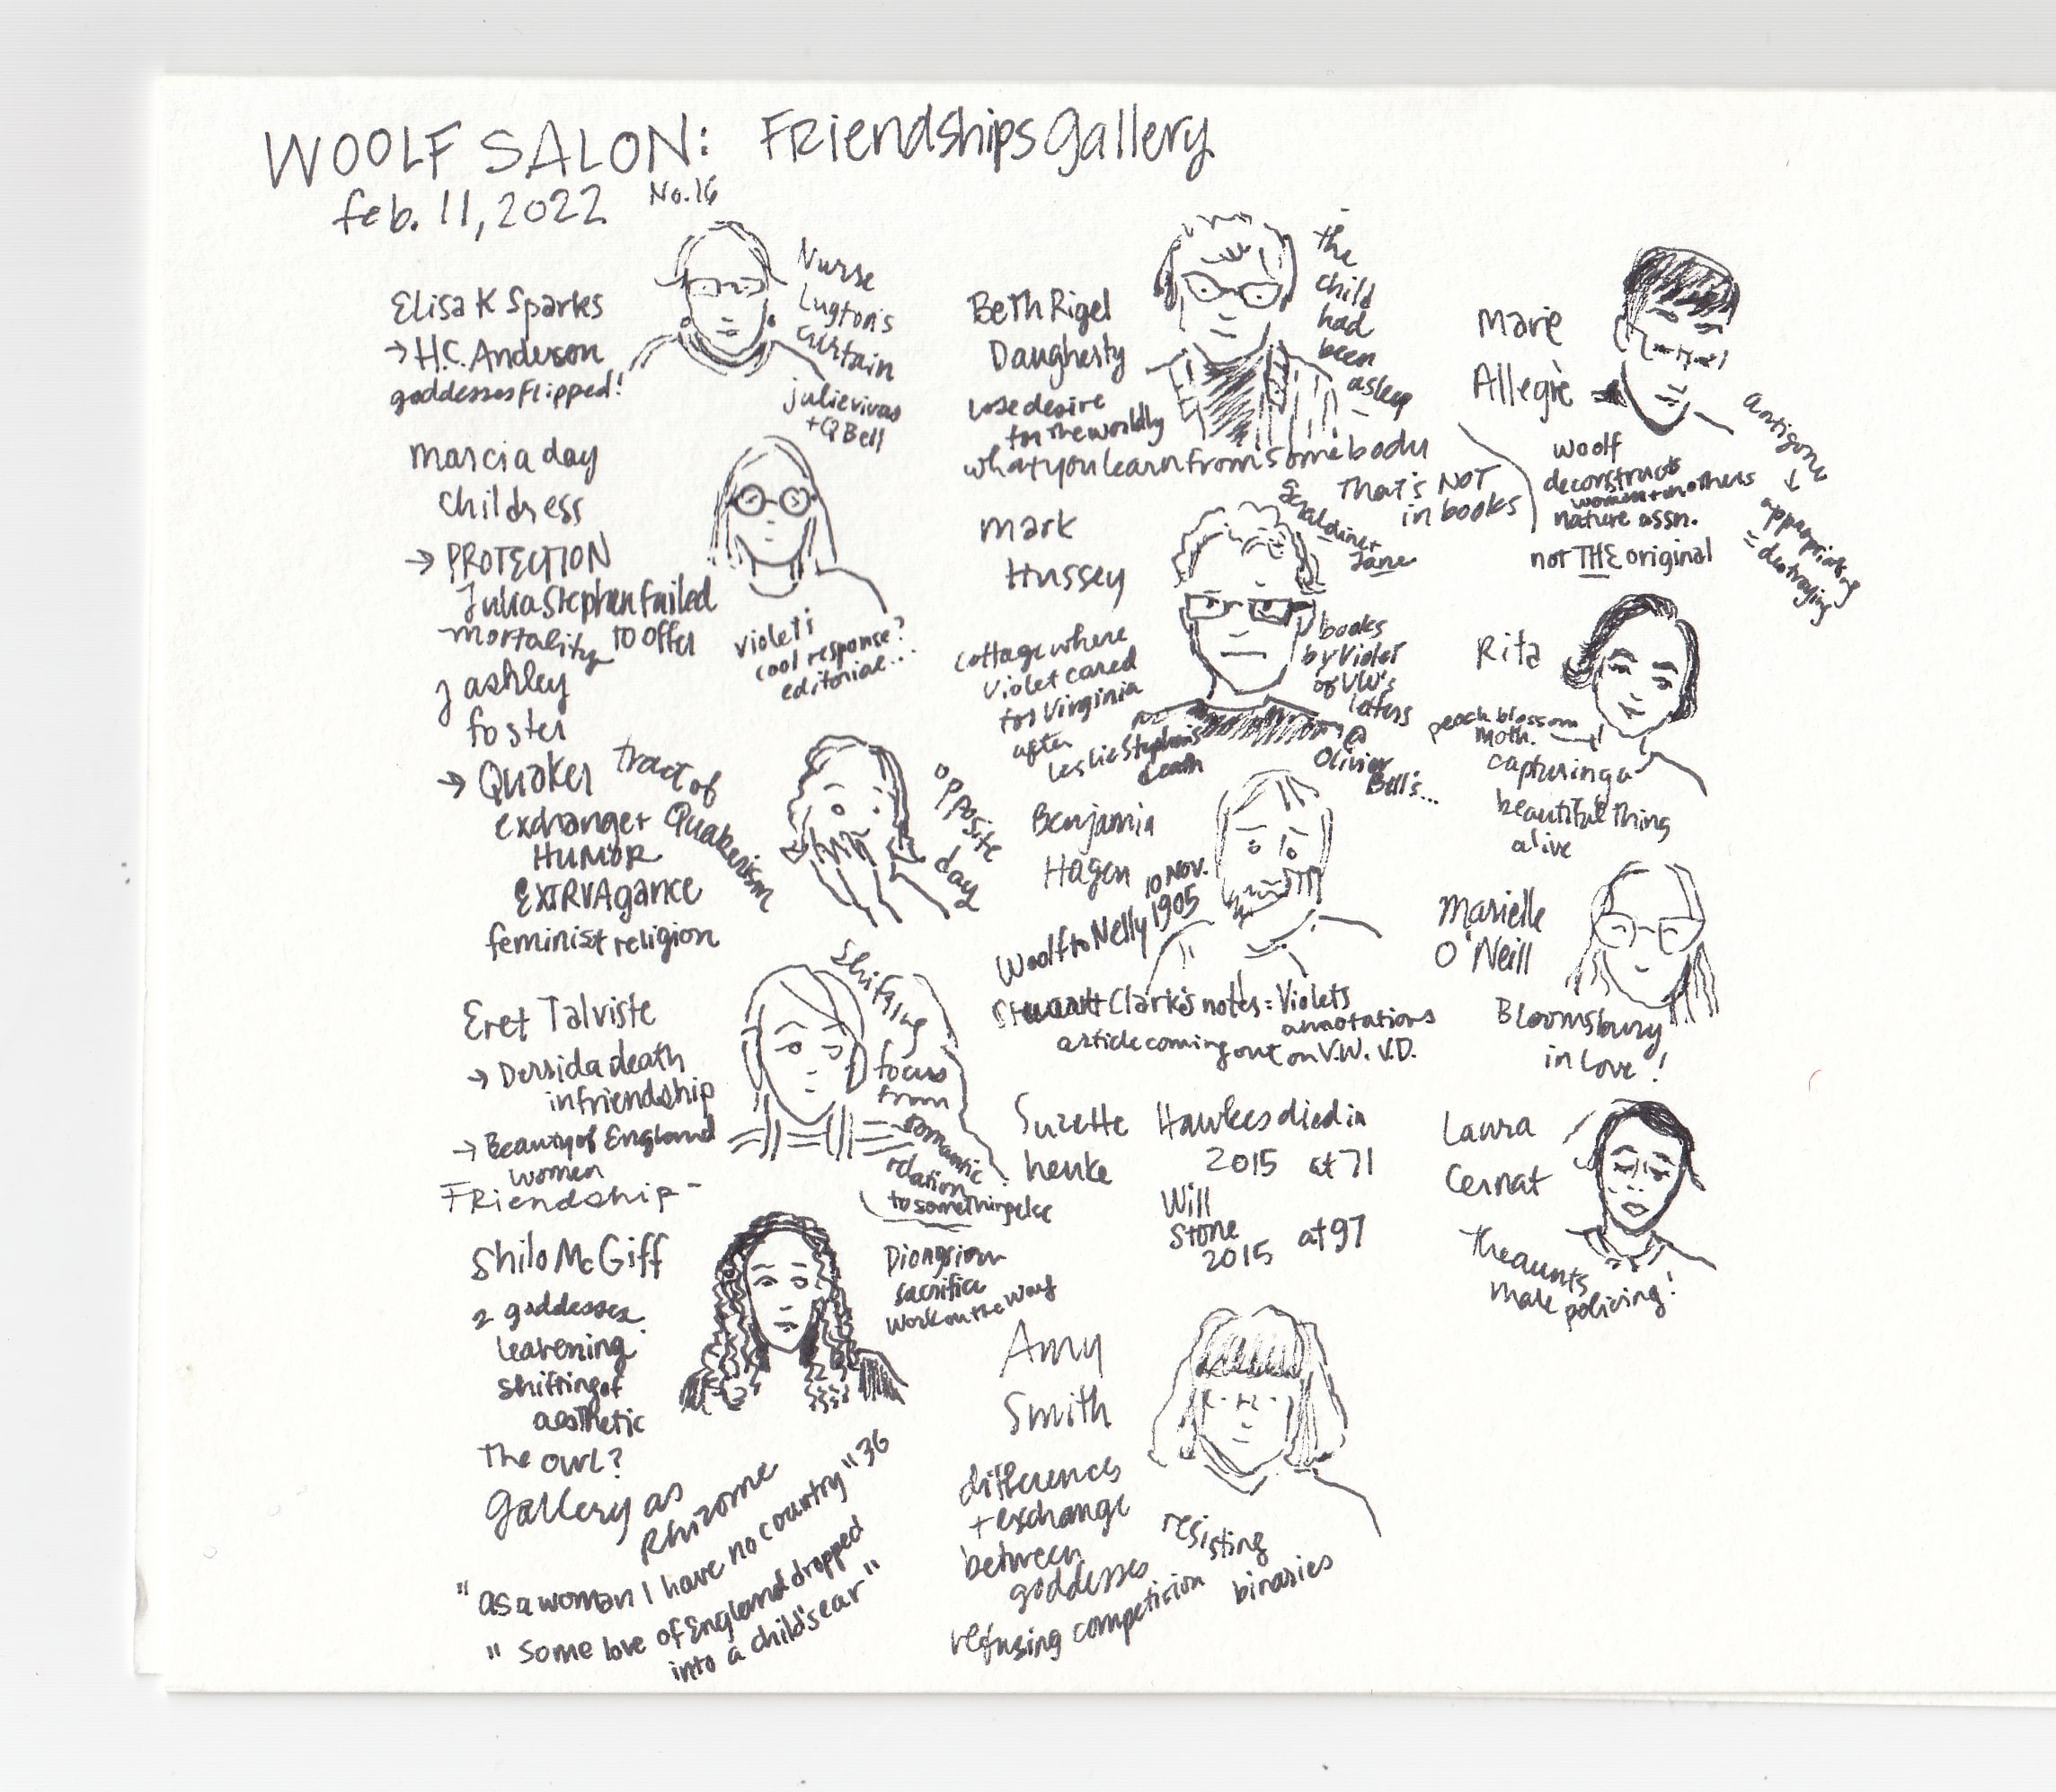 WOOLF SALON: Friendships Gallery
feb. 11, 2022 No. 16
Elisa K Sparks
→ H.C. Anderson
goddesses flipped!
Nurse
Lugton's
curtain
julie vivas
+ Q Bell
marcia day
childress
→ PROTECTION
Julia Stephen failed
to offer
mortality
violet's
cool response?
editorial...
j ashley
foster
→ Quaker
exchange +
HUMOR
EXTRVAgance
feminist religion
tract of
Quakerism
opposite
day
Eret Talviste
→ Derrida death
in friendship
→ Beauty of England
women
Friendship -
shifting
focus
from
romantic
relation
to something else
Shilo McGiff
2 goddesses
leavening
shifting of
aesthetic
The owl?
Dionysian
sacrifice
work on the way
gallery as
Rhizome
"as a woman I have no country" 36
" Some love of England dropped
into a child's ear"
Beth Rigel
Daugherty
lose desire
for the worldly
the
child
had
been
asleep
what you learn from somebody
That's NOT
in books
mark
Hussey
Geraldine +
Jane
cottage where
violet cared
for Virginia
after
Leslie Stephen's
death
books
by Violet
of VW's
letters
@
Olivier
Bell's...
Benjamin
Hagen
10 Nov.
1905
Woolf to Nelly
Stewart Clark's notes: Violets
annotations
article coming out on V.W. V.D.
Suzette
henke
Hawkes died in
2015 at 71
Will
Stone
2015 at 97
Amy
Smith
differences
+ exchange
between
goddesses
refusing competition
resisting
binaries
Marie
Allegre
woolf
deconstructs
women + mothers
nature assn.
not THE original
antigone
↓
appropriating
= destroying
Rita
peach blossom
moth.
capturing a
beautiful thing
alive
Marielle
O'Neill
Bloomsbury
in love!
Laura
Cernat
The aunts
male policing!